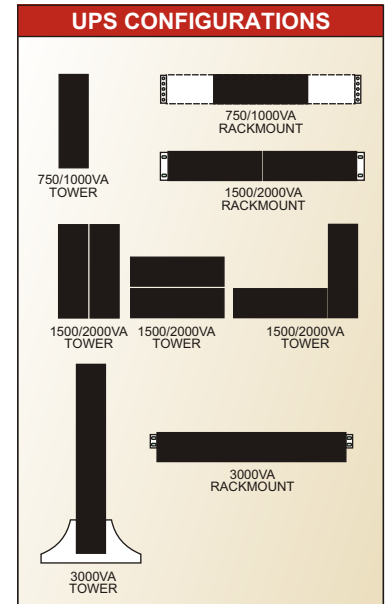 UPS CONFIGURATIONS
750/1000VA
TOWER
750/1000VA
RACKMOUNT
1500/2000VA
RACKMOUNT
1500/2000VA
TOWER
1500/2000VA
TOWER
1500/2000VA
TOWER
3000VA
RACKMOUNT
3000VA
TOWER